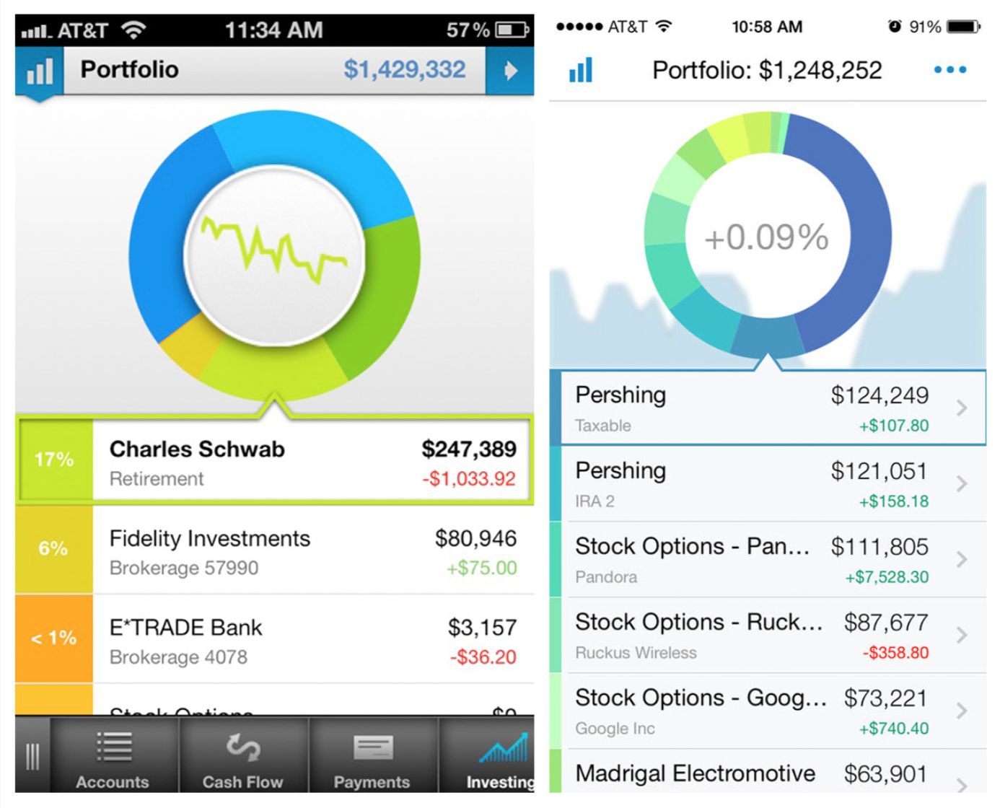 AT&T 11:34 AM 57%
Portfolio $1,429,332
17% Charles Schwab $247,389
Retirement -$1,033.92
6% Fidelity Investments $80,946
Brokerage 57990 +$75.00
< 1% E*TRADE Bank $3,157
Brokerage 4078 -$36.20
Stock Options $0
Accounts Cash Flow Payments Investing
AT&T 10:58 AM 91%
Portfolio: $1,248,252
+0.09%
Pershing $124,249
Taxable +$107.80
Pershing $121,051
IRA 2 +$158.18
Stock Options - Pan... $111,805
Pandora +$7,528.30
Stock Options - Ruck... $87,677
Ruckus Wireless -$358.80
Stock Options - Goog... $73,221
Google Inc +$740.40
Madrigal Electromotive $63,901